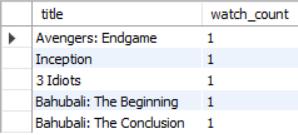 title watch_count
Avengers: Endgame 1
Inception 1
3 Idiots 1
Bahubali: The Beginning 1
Bahubali: The Conclusion 1